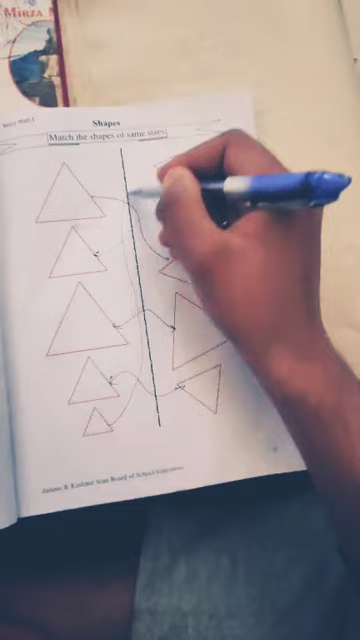 MIRZA
Shapes
Match the shapes of same sizes
Jammu & Kashmir State Board of School Education